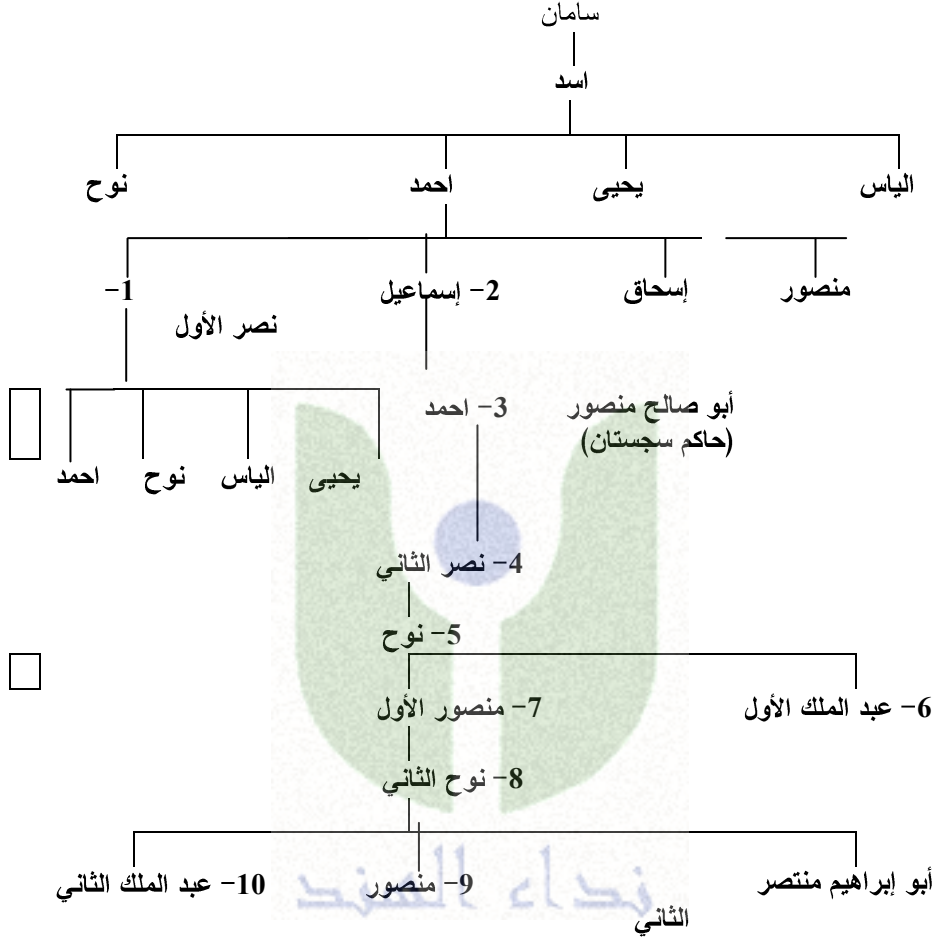 سامان
اسد
الياس يحيى احمد نوح
منصور إسحاق 2- إسماعيل 1-
نصر الأول
أبو صالح منصور 3- احمد
(حاكم سجستان)
يحيى الياس نوح احمد
4- نصر الثاني
5- نوح
6- عبد الملك الأول 7- منصور الأول
8- نوح الثاني
أبو إبراهيم منتصر 9- منصور 10- عبد الملك الثاني
الثاني
نداء الهند